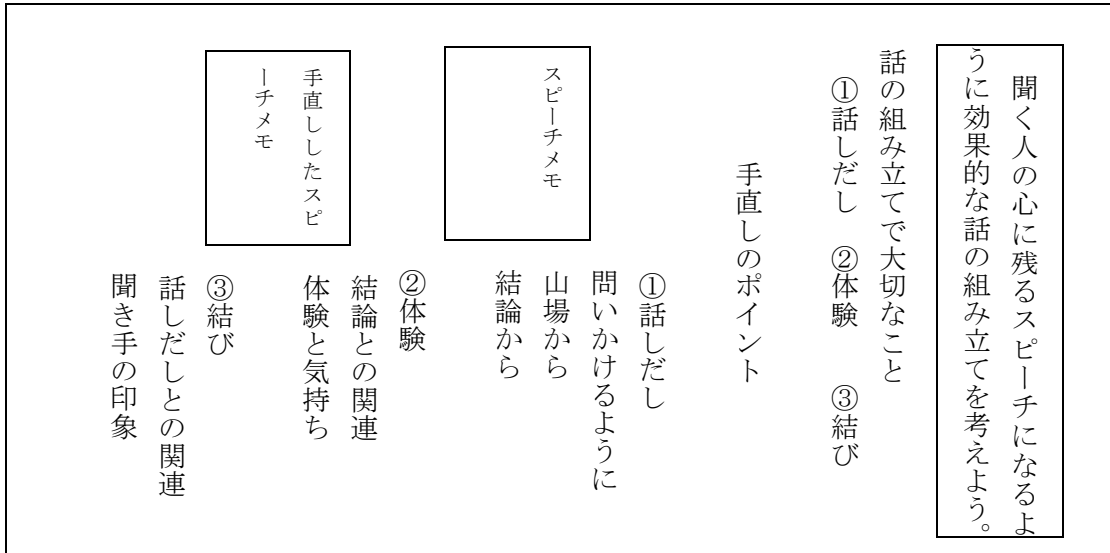 聞く人の心に残るスピーチになるよ
うに効果的な話の組み立てを考えよう。
話の組み立てで大切なこと
①話しだし　②体験　③結び
手直しのポイント
①話しだし
問いかけるように
山場から
結論から
スピーチメモ
②体験
結論との関連
体験と気持ち
手直ししたスピ
ーチメモ
③結び
話しだしとの関連
聞き手の印象